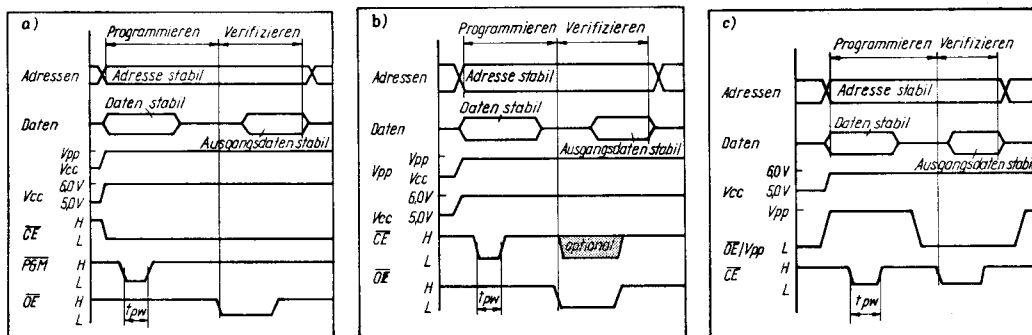 a)
Programmieren Verifizieren
Adressen
Adresse stabil
Daten stabil
Daten
Ausgangsdaten stabil
Vpp
Vcc
6,0V
Vcc
5,0V
H
CE
L
PGM H
L
tpw
OE H
L
b)
Programmieren Verifizieren
Adressen
Adresse stabil
Daten stabil
Daten
Ausgangsdaten stabil
Vpp
Vpp
Vcc
6,0V
Vcc 5,0V
CE H
optional
L
OE
H
tpw
L
c)
Programmieren Verifizieren
Adressen
Adresse stabil
Daten stabil
Daten
Ausgangsdaten stabil
6,0V
Vcc
5,0V
Vpp
OE/Vpp L
CE H
L
tpw